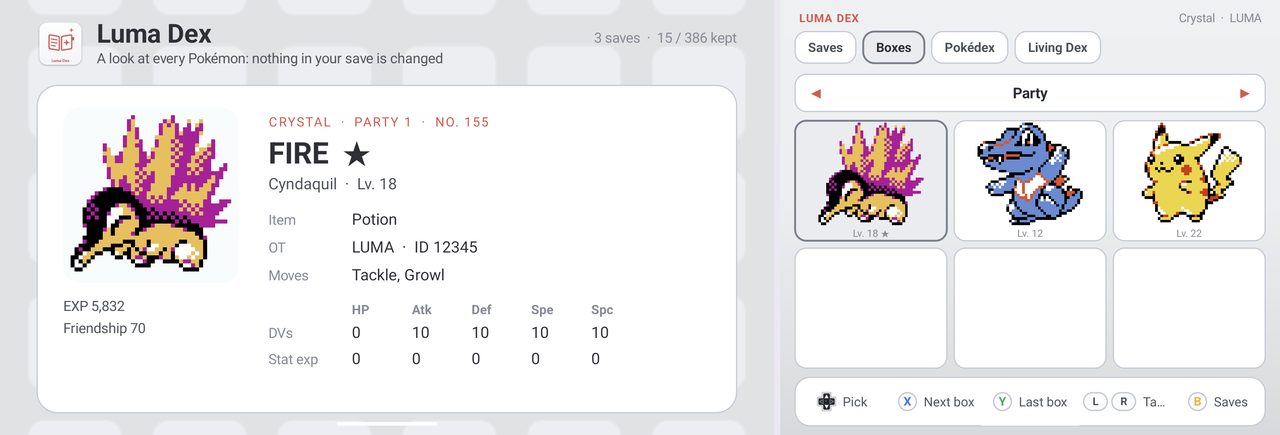 Luma Dex
Luma Dex
A look at every Pokémon: nothing in your save is changed
3 saves · 15 / 386 kept
CRYSTAL · PARTY 1 · NO. 155
FIRE ★
Cyndaquil · Lv. 18
Item Potion
OT LUMA · ID 12345
Moves Tackle, Growl
EXP 5,832
Friendship 70
HP Atk Def Spe Spc
DVs 0 10 10 10 10
Stat exp 0 0 0 0 0
LUMA DEX
Crystal · LUMA
Saves Boxes Pokédex Living Dex
◀ Party ▶
Lv. 18 ★
Lv. 12
Lv. 22
Pick X Next box Y Last box L R Ta... B Saves